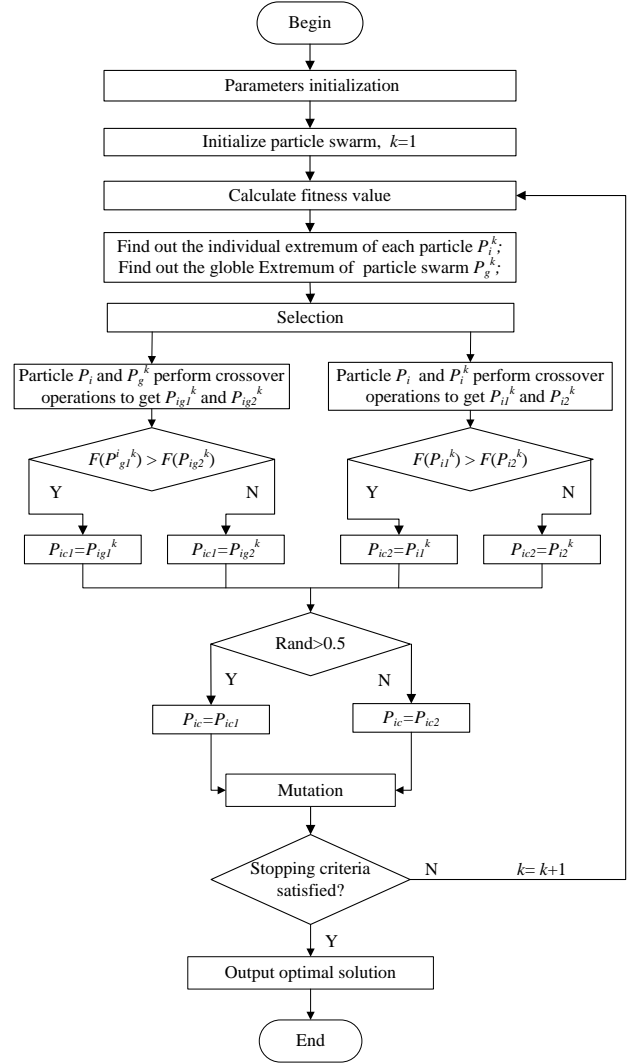 Begin
Parameters initialization
Initialize particle swarm, k=1
Calculate fitness value
Find out the individual extremum of each particle P_i^k;
Find out the globe Extremum of particle swarm P_g^k;
Selection
Particle P_i and P_g^k perform crossover
operations to get P_ig1^k and P_ig2^k
Particle P_i and P_i^k perform crossover
operations to get P_i1^k and P_i2^k
F(P_g1^i^k) > F(P_ig2^k)
Y
N
F(P_i1^k) > F(P_i2^k)
Y
N
P_ic1=P_ig1^k
P_ic1=P_ig2^k
P_ic2=P_i1^k
P_ic2=P_i2^k
Rand>0.5
Y
N
P_ic=P_ic1
P_ic=P_ic2
Mutation
Stopping criteria
satisfied?
N
k= k+1
Y
Output optimal solution
End